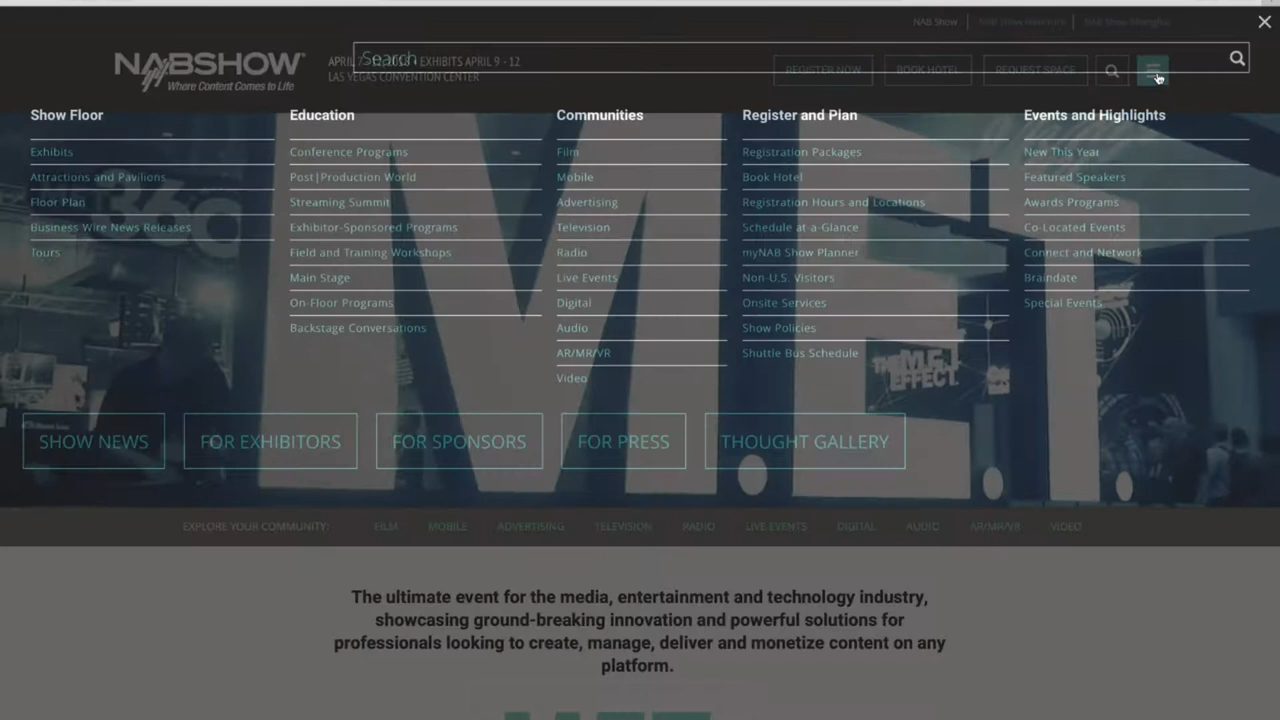 NAB Show
NAB Show New York
NAB Show Shanghai
Search
NABSHOW®
Where Content Comes to Life
APRIL 7 - 12, 2018 • EXHIBITS APRIL 9 - 12
LAS VEGAS CONVENTION CENTER
REGISTER NOW
BOOK HOTEL
REQUEST SPACE
Show Floor
Exhibits
Attractions and Pavilions
Floor Plan
Business Wire News Releases
Tours
Education
Conference Programs
Post|Production World
Streaming Summit
Exhibitor-Sponsored Programs
Field and Training Workshops
Main Stage
On-Floor Programs
Backstage Conversations
Communities
Film
Mobile
Advertising
Television
Radio
Live Events
Digital
Audio
AR/MR/VR
Video
Register and Plan
Registration Packages
Book Hotel
Registration Hours and Locations
Schedule at-a-Glance
myNAB Show Planner
Non-U.S. Visitors
Onsite Services
Show Policies
Shuttle Bus Schedule
Events and Highlights
New This Year
Featured Speakers
Awards Programs
Co-Located Events
Connect and Network
Braindate
Special Events
360
M.E.T
THE M.E.T.
EFFECT
SHOW NEWS
FOR EXHIBITORS
FOR SPONSORS
FOR PRESS
THOUGHT GALLERY
EXPLORE YOUR COMMUNITY: FILM MOBILE ADVERTISING TELEVISION RADIO LIVE EVENTS DIGITAL AUDIO AR/MR/VR VIDEO
The ultimate event for the media, entertainment and technology industry,
showcasing ground-breaking innovation and powerful solutions for
professionals looking to create, manage, deliver and monetize content on any
platform.